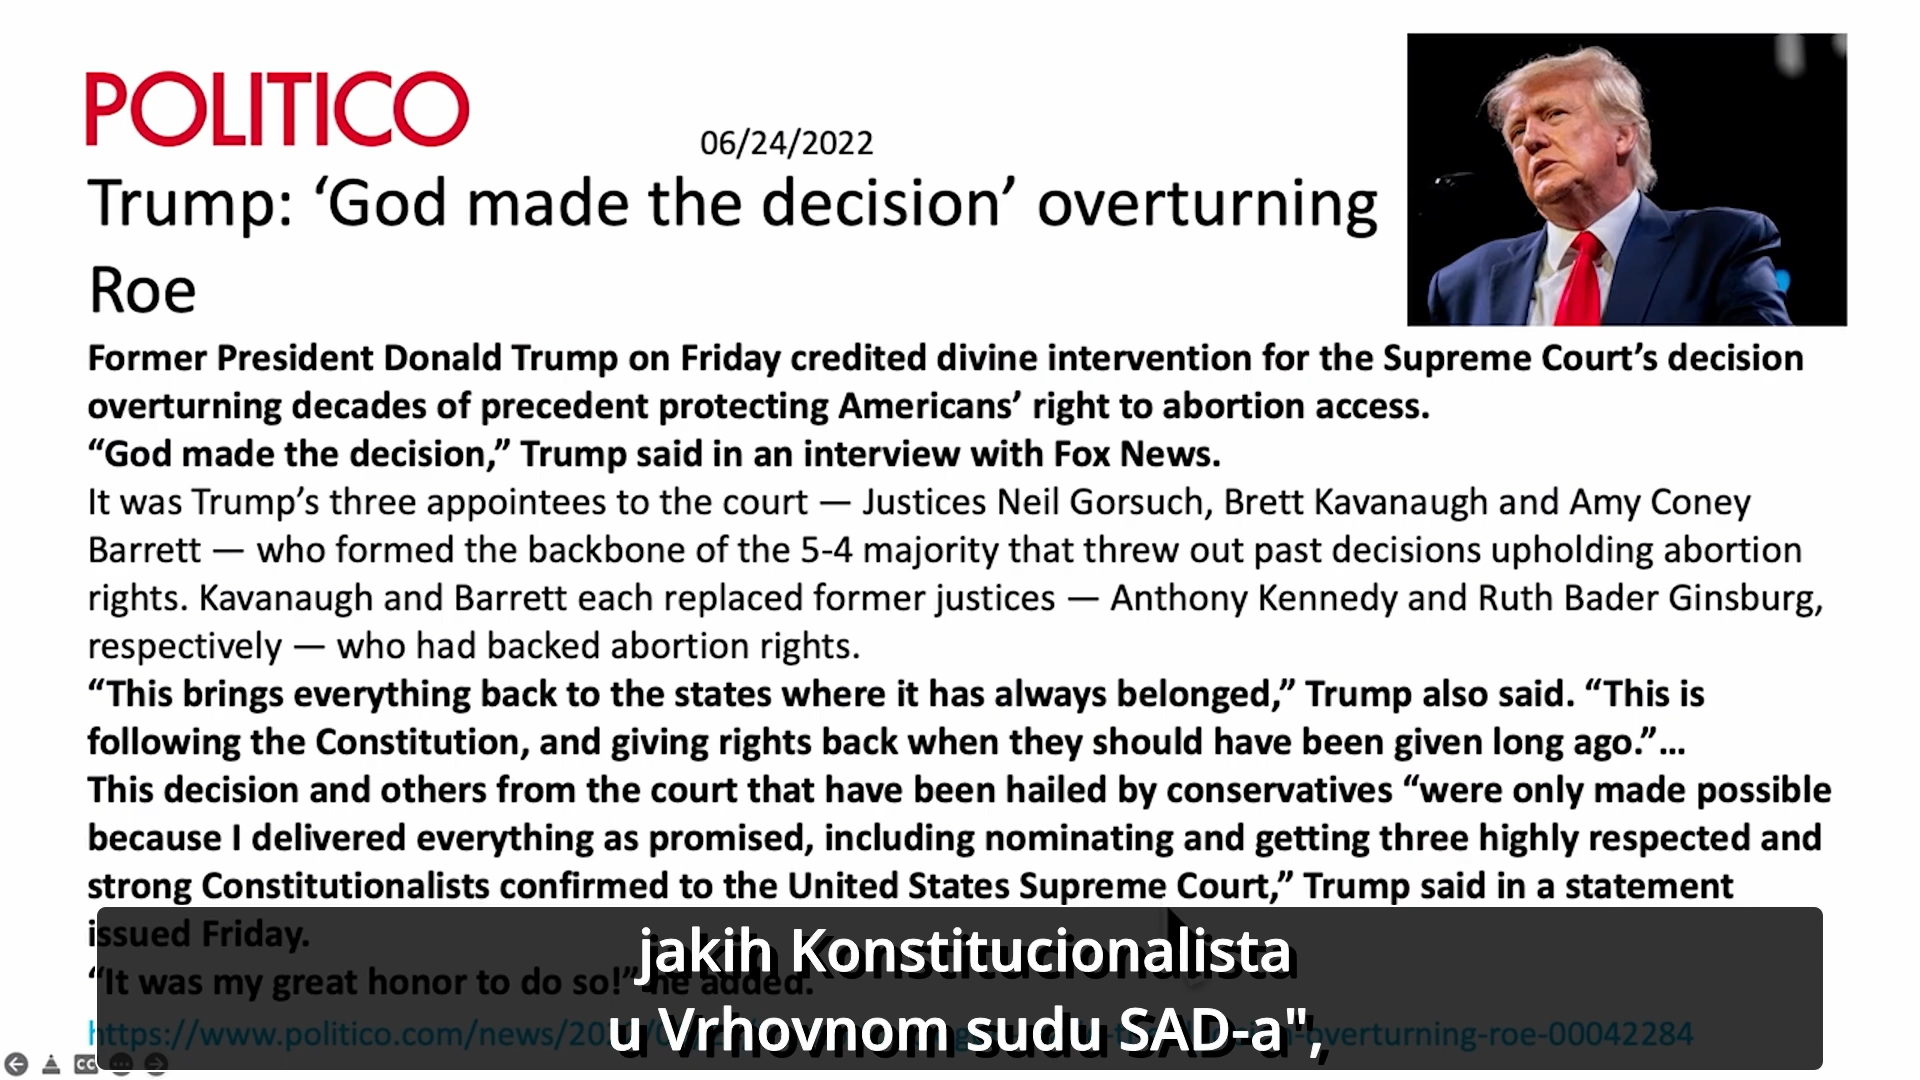 POLITICO
06/24/2022
Trump: ‘God made the decision’ overturning
Roe
Former President Donald Trump on Friday credited divine intervention for the Supreme Court’s decision
overturning decades of precedent protecting Americans’ right to abortion access.
“God made the decision,” Trump said in an interview with Fox News.
It was Trump’s three appointees to the court — Justices Neil Gorsuch, Brett Kavanaugh and Amy Coney
Barrett — who formed the backbone of the 5-4 majority that threw out past decisions upholding abortion
rights. Kavanaugh and Barrett each replaced former justices — Anthony Kennedy and Ruth Bader Ginsburg,
respectively — who had backed abortion rights.
“This brings everything back to the states where it has always belonged,” Trump also said. “This is
following the Constitution, and giving rights back when they should have been given long ago.”...
This decision and others from the court that have been hailed by conservatives “were only made possible
because I delivered everything as promised, including nominating and getting three highly respected and
strong Constitutionalists confirmed to the United States Supreme Court,” Trump said in a statement
issued Friday.
“It was my great honor to do so!” he added.
https://www.politico.com/news/20 overturning-roe-00042284
jakih Konstitucionalista
u Vrhovnom sudu SAD-a",
CC